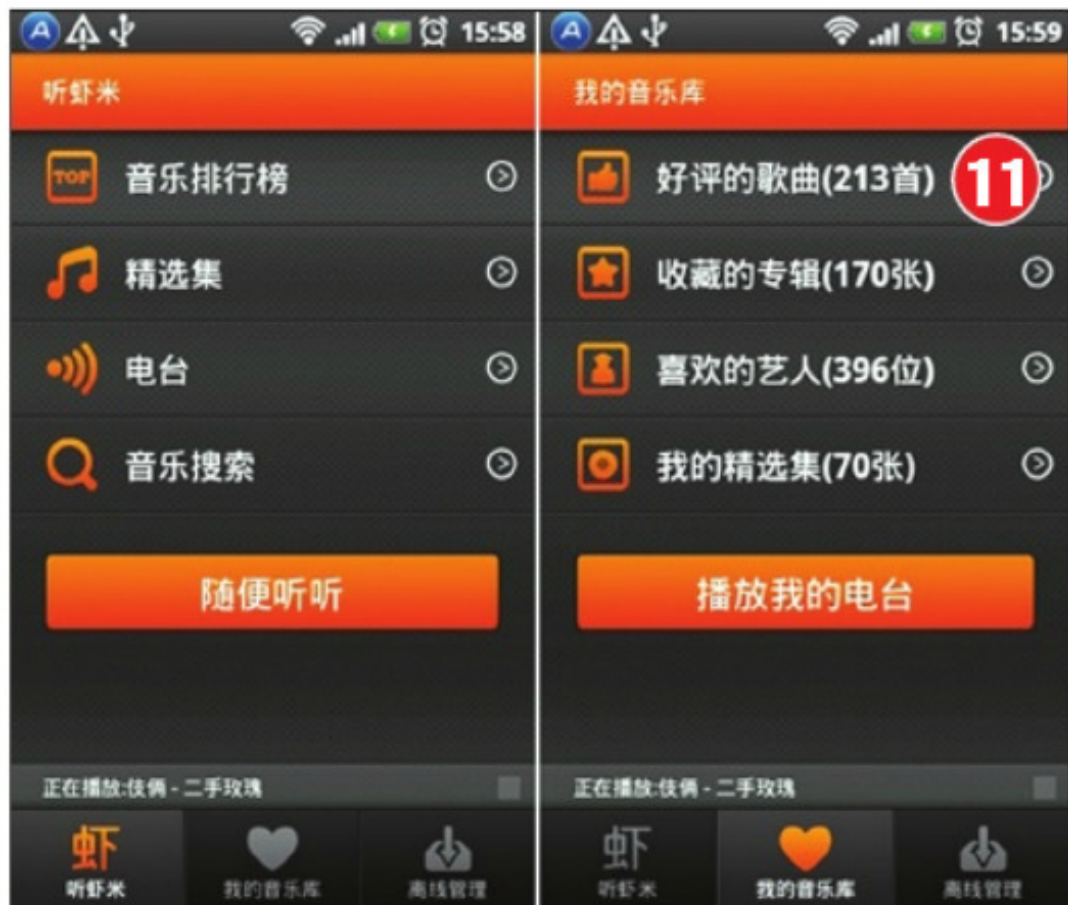 15:58
听虾米
TOP
音乐排行榜
精选集
电台
音乐搜索
随便听听
正在播放:伎俩 - 二手玫瑰
虾
听虾米
我的音乐库
离线管理
15:59
我的音乐库
好评的歌曲(213首)
11
收藏的专辑(170张)
喜欢的艺人(396位)
我的精选集(70张)
播放我的电台
正在播放:伎俩 - 二手玫瑰
虾
听虾米
我的音乐库
离线管理